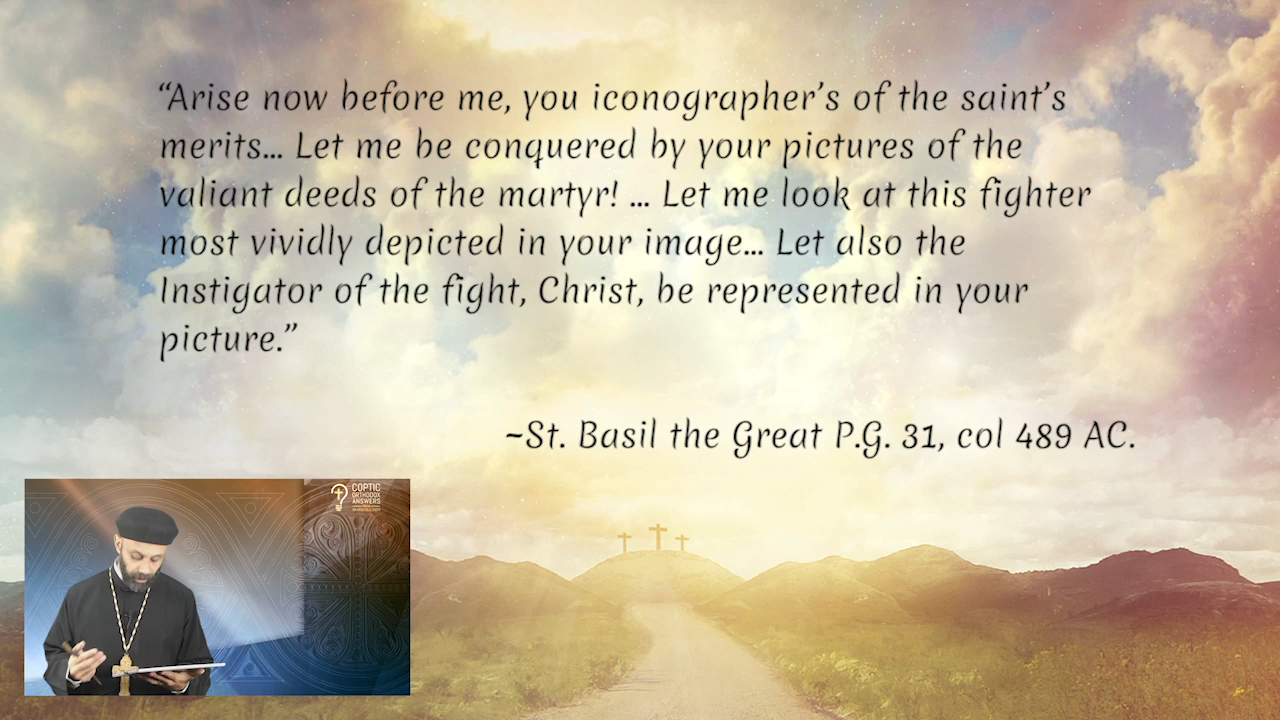 “Arise now before me, you iconographer’s of the saint’s
merits... Let me be conquered by your pictures of the
valiant deeds of the martyr! ... Let me look at this fighter
most vividly depicted in your image... Let also the
Instigator of the fight, Christ, be represented in your
picture.”
~St. Basil the Great P.G. 31, col 489 AC.
COPTIC
ORTHODOX
ANSWERS